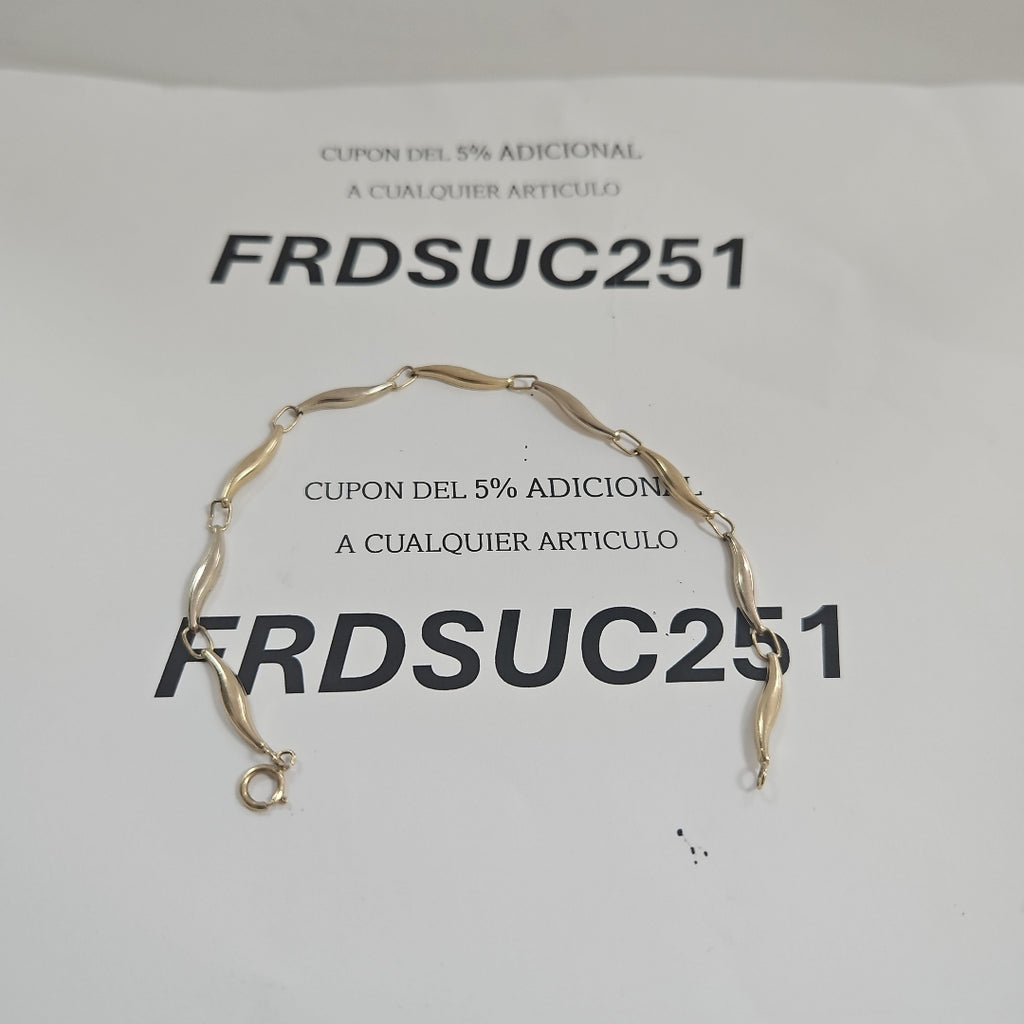 CUPON DEL 5% ADICIONAL
A CUALQUIER ARTICULO
FRDSUC251
CUPON DEL 5% ADICIONAL
A CUALQUIER ARTICULO
FRDSUC251